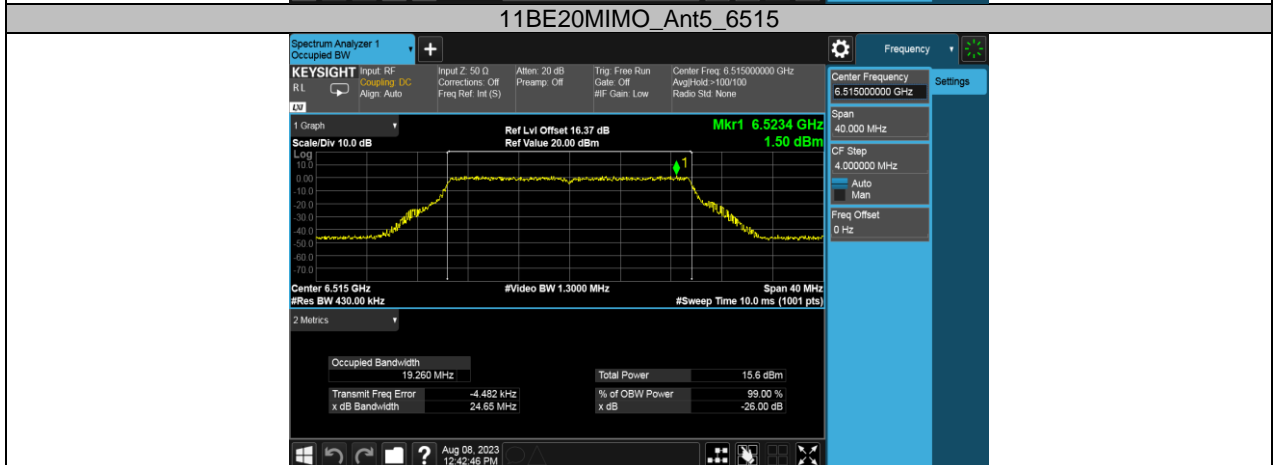 11BE20MIMO_Ant5_6515
Spectrum Analyzer 1
Occupied BW
Frequency
KEYSIGHT Input: RF Input Z: 50 Ω Atten: 20 dB Trig: Free Run Center Freq: 6.515000000 GHz
R L Coupling: DC Corrections: Off Preamp: Off Gate: Off Avg|Hold:>100/100
Align: Auto Freq Ref: Int (S) #IF Gain: Low Radio Std: None
LXI
Center Frequency
6.515000000 GHz
Settings
Span
40.000 MHz
CF Step
4.000000 MHz
Auto
Man
Freq Offset
0 Hz
1 Graph Ref Lvl Offset 16.37 dB Mkr1 6.5234 GHz
Scale/Div 10.0 dB Ref Value 20.00 dBm 1.50 dBm
Log
10.0
0.00
-10.0
-20.0
-30.0
-40.0
-50.0
-60.0
-70.0
1
Center 6.515 GHz #Video BW 1.3000 MHz Span 40 MHz
#Res BW 430.00 kHz #Sweep Time 10.0 ms (1001 pts)
2 Metrics
Occupied Bandwidth
19.260 MHz Total Power 15.6 dBm
Transmit Freq Error -4.482 kHz % of OBW Power 99.00 %
x dB Bandwidth 24.65 MHz x dB -26.00 dB
? Aug 08, 2023
12:42:46 PM